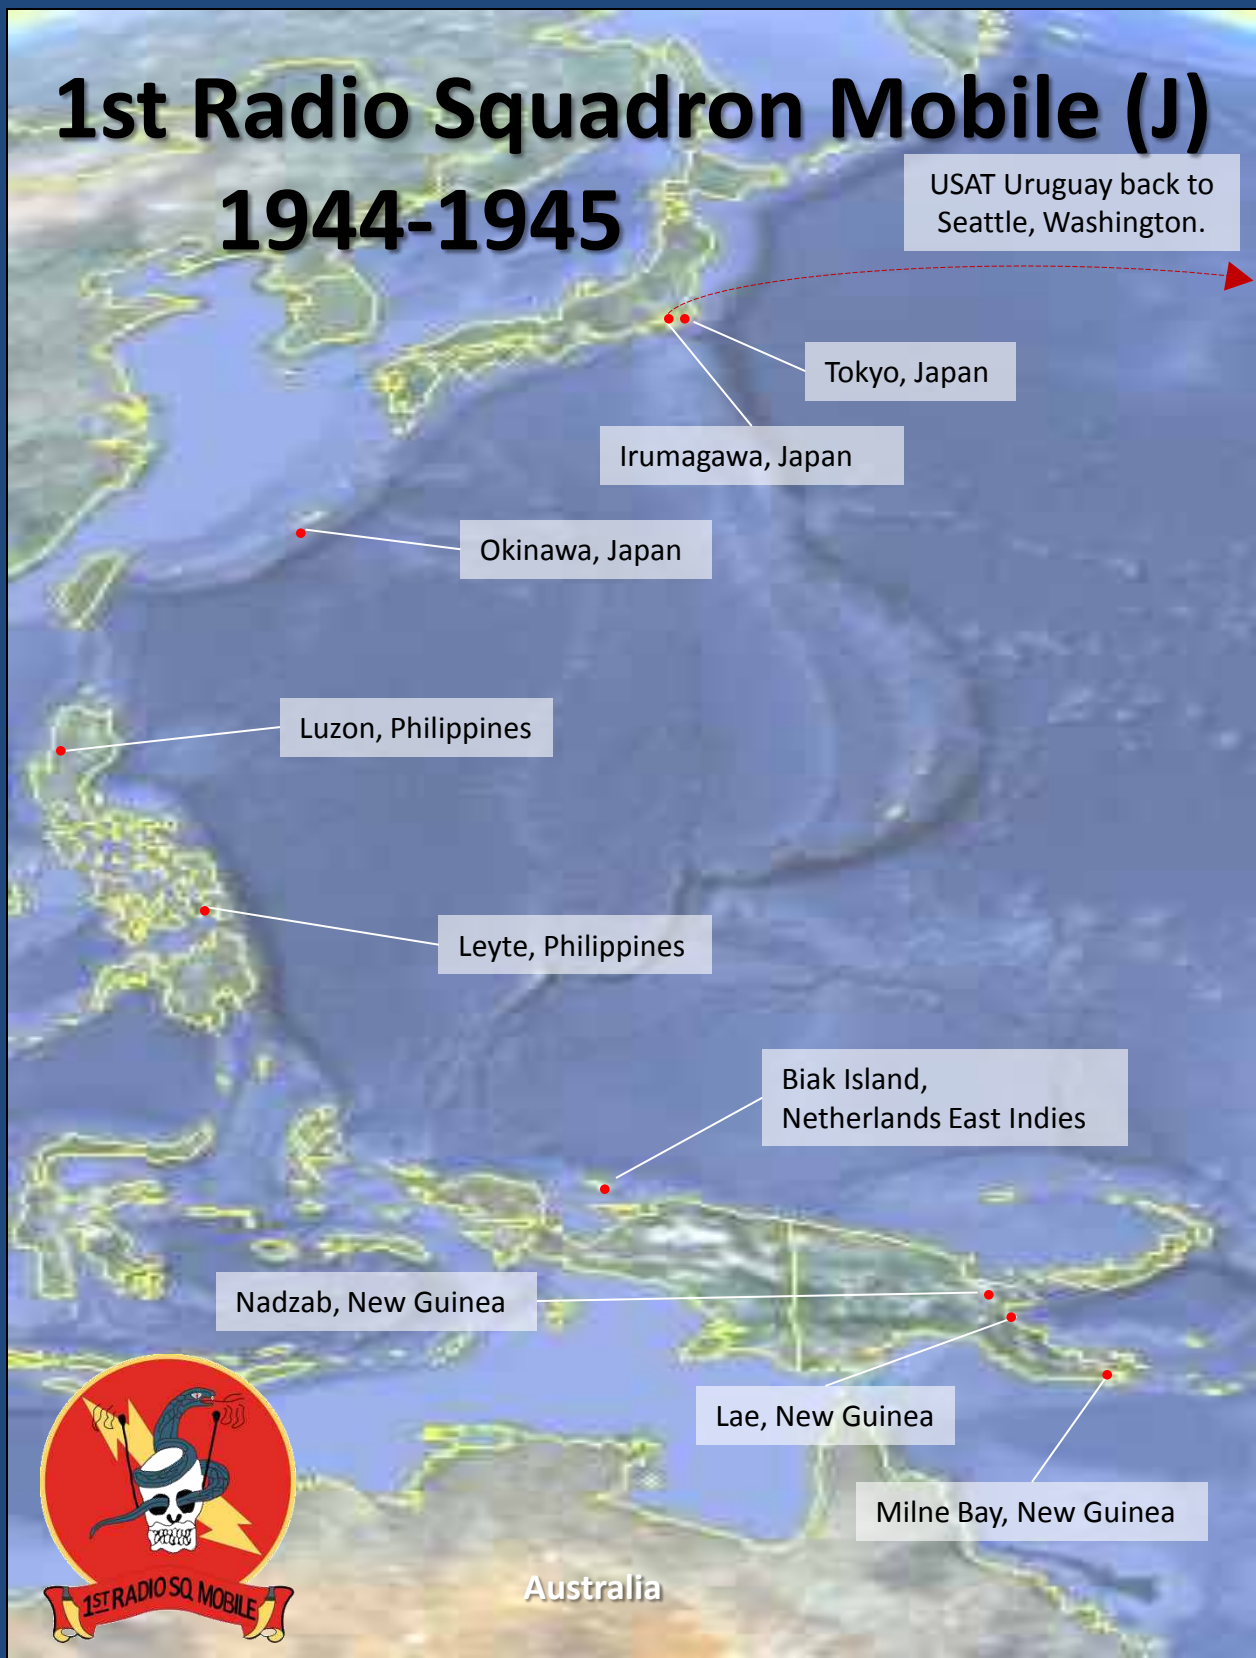 1st Radio Squadron Mobile (J)
1944-1945
USAT Uruguay back to
Seattle, Washington.
Tokyo, Japan
Irumagawa, Japan
Okinawa, Japan
Luzon, Philippines
Leyte, Philippines
Biak Island,
Netherlands East Indies
Nadzab, New Guinea
Lae, New Guinea
Milne Bay, New Guinea
Australia
1ST RADIO SQ. MOBILE